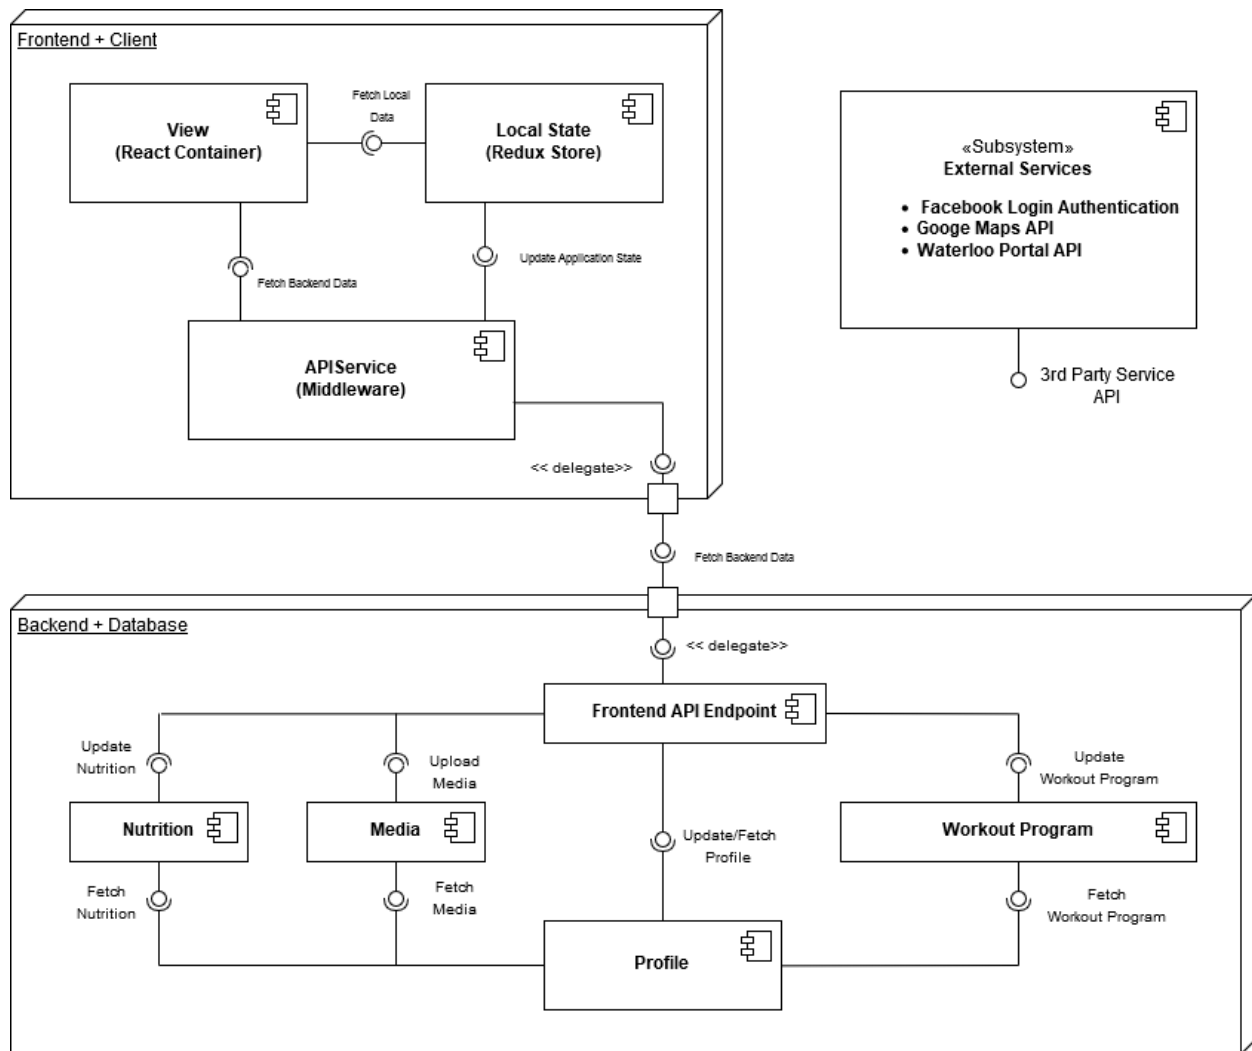 Frontend + Client
View
(React Container)
Fetch Local
Data
Local State
(Redux Store)
«Subsystem»
External Services
• Facebook Login Authentication
• Googe Maps API
• Waterloo Portal API
Fetch Backend Data
Update Application State
APIService
(Middleware)
3rd Party Service
API
<< delegate>>
Fetch Backend Data
Backend + Database
<< delegate>>
Frontend API Endpoint
Update
Nutrition
Upload
Media
Update
Workout Program
Nutrition
Media
Update/Fetch
Profile
Workout Program
Fetch
Nutrition
Fetch
Media
Fetch
Workout Program
Profile